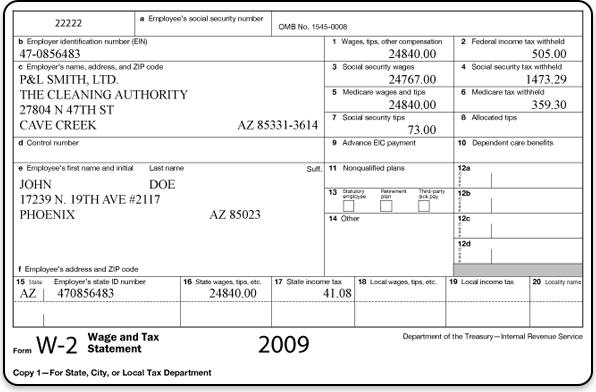 22222
a Employee's social security number
OMB No. 1545-0008
b Employer identification number (EIN)
47-0856483
1 Wages, tips, other compensation
24840.00
2 Federal income tax withheld
505.00
c Employer's name, address, and ZIP code
P&L SMITH, LTD.
THE CLEANING AUTHORITY
27804 N 47TH ST
CAVE CREEK AZ 85331-3614
3 Social security wages
24767.00
4 Social security tax withheld
1473.29
5 Medicare wages and tips
24840.00
6 Medicare tax withheld
359.30
7 Social security tips
73.00
8 Allocated tips
d Control number
9 Advance EIC payment
10 Dependent care benefits
e Employee's first name and initial Last name Suff.
JOHN DOE
17239 N. 19TH AVE #2117
PHOENIX AZ 85023
11 Nonqualified plans
12a
Code
13 Statutory employee Retirement plan Third-party sick pay
12b
Code
14 Other
12c
Code
12d
Code
f Employee's address and ZIP code
15 State Employer's state ID number
AZ 470856483
16 State wages, tips, etc.
24840.00
17 State income tax
41.08
18 Local wages, tips, etc.
19 Local income tax
20 Locality name
Form W-2 Wage and Tax Statement
2009
Department of the Treasury—Internal Revenue Service
Copy 1—For State, City, or Local Tax Department